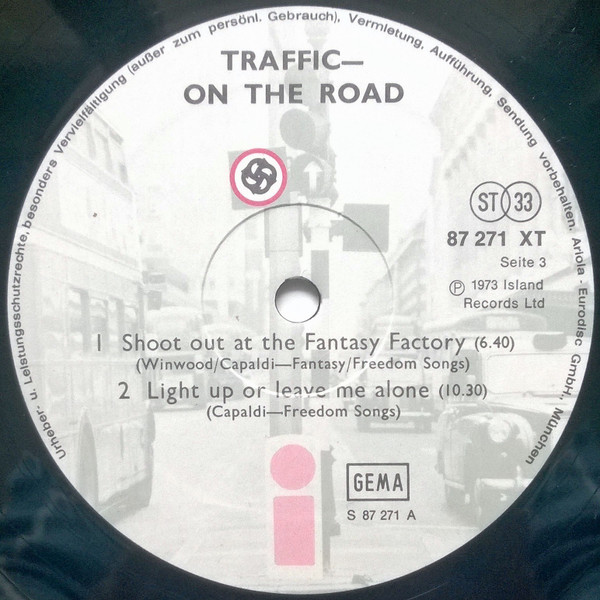 Urheber- u. Leistungsschutzrechte, besonders Vervielfältigung (außer zum persönl. Gebrauch), Vermietung, Aufführung, Sendung vorbehalten. Ariola - Eurodisc GmbH., München
TRAFFIC—
ON THE ROAD
ST 33
87 271 XT
Seite 3
Ⓟ 1973 Island
Records Ltd
1 Shoot out at the Fantasy Factory (6.40)
(Winwood/Capaldi—Fantasy/Freedom Songs)
2 Light up or leave me alone (10.30)
(Capaldi—Freedom Songs)
i
GEMA
S 87 271 A